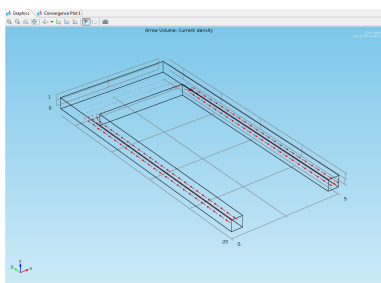 Graphics Convergence Plot 1
Arrow Volume: Current density
1
0
5
-20 -5
z
y x